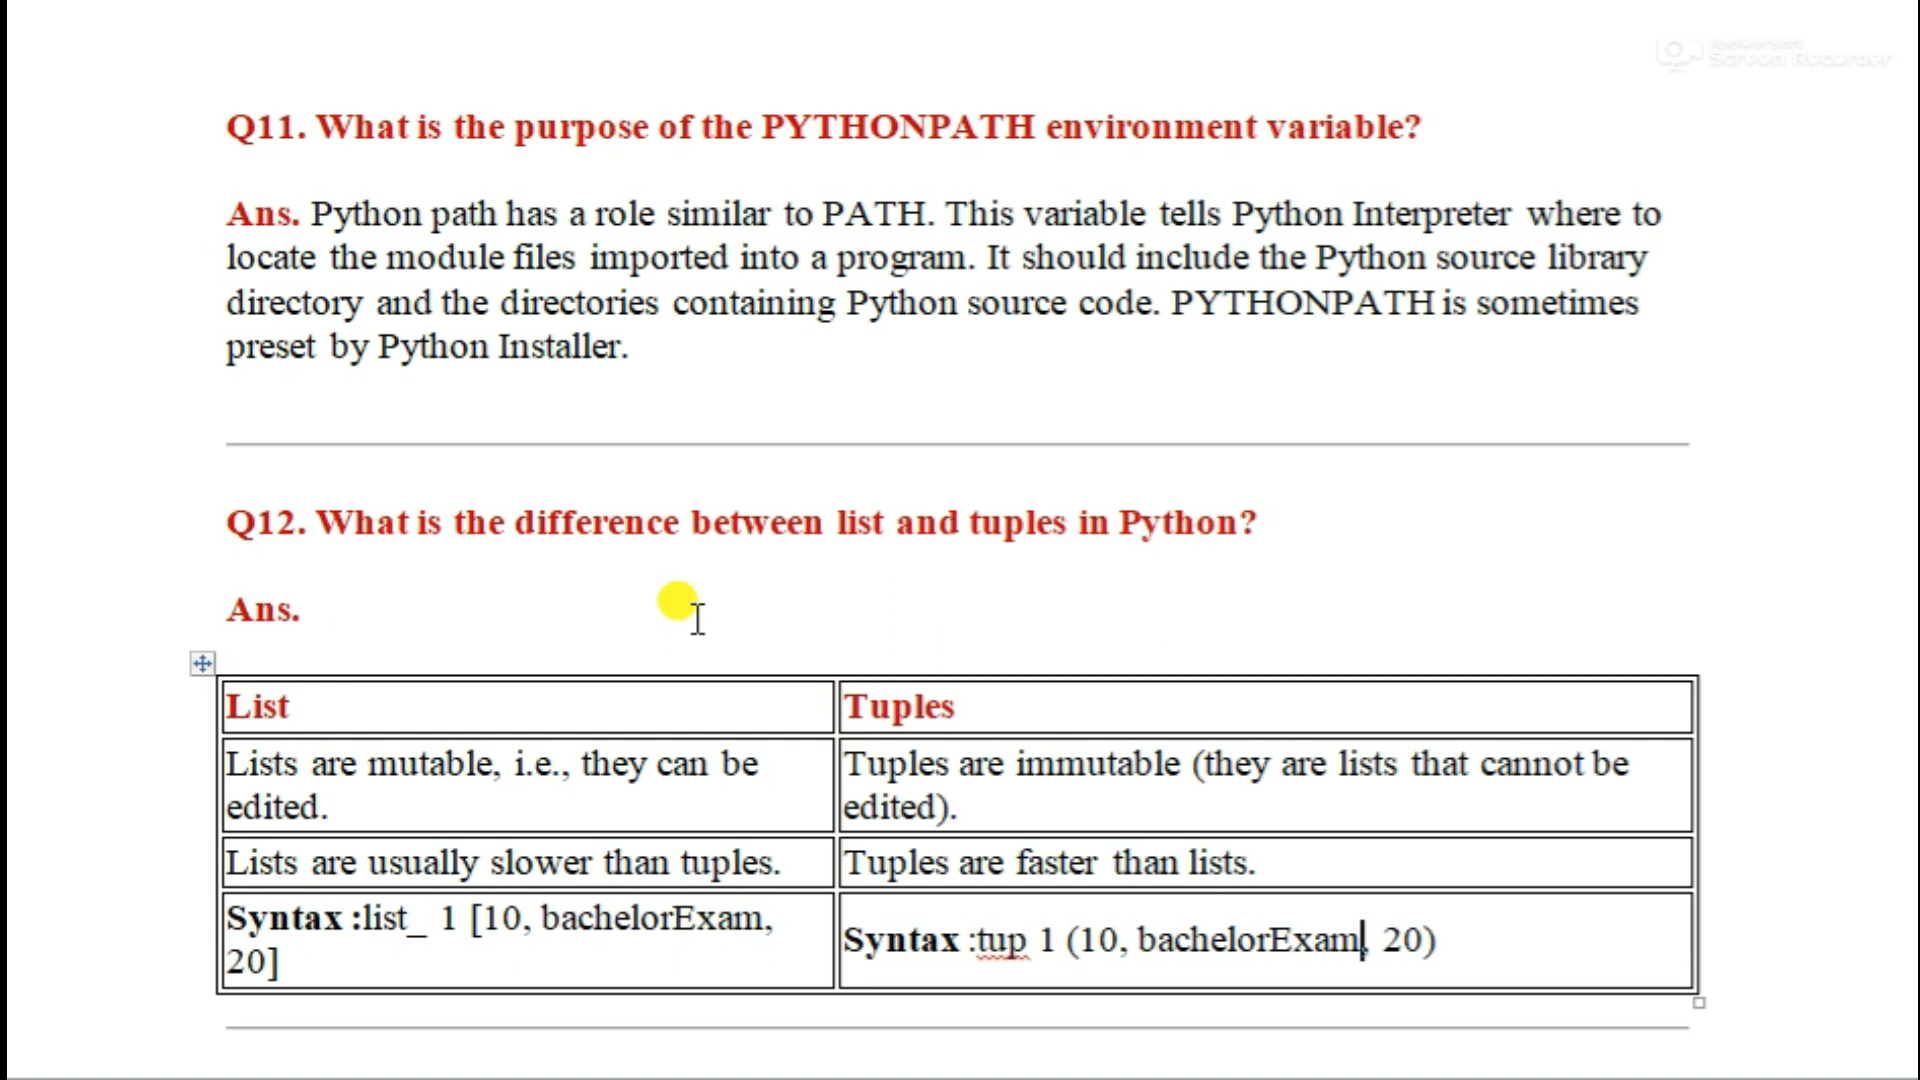 Apowersoft
Screen Recorder
Q11. What is the purpose of the PYTHONPATH environment variable?
Ans. Python path has a role similar to PATH. This variable tells Python Interpreter where to
locate the module files imported into a program. It should include the Python source library
directory and the directories containing Python source code. PYTHONPATH is sometimes
preset by Python Installer.
Q12. What is the difference between list and tuples in Python?
Ans.
List
Tuples
Lists are mutable, i.e., they can be
edited.
Tuples are immutable (they are lists that cannot be
edited).
Lists are usually slower than tuples.
Tuples are faster than lists.
Syntax :list_ 1 [10, bachelorExam,
20]
Syntax :tup 1 (10, bachelorExam, 20)